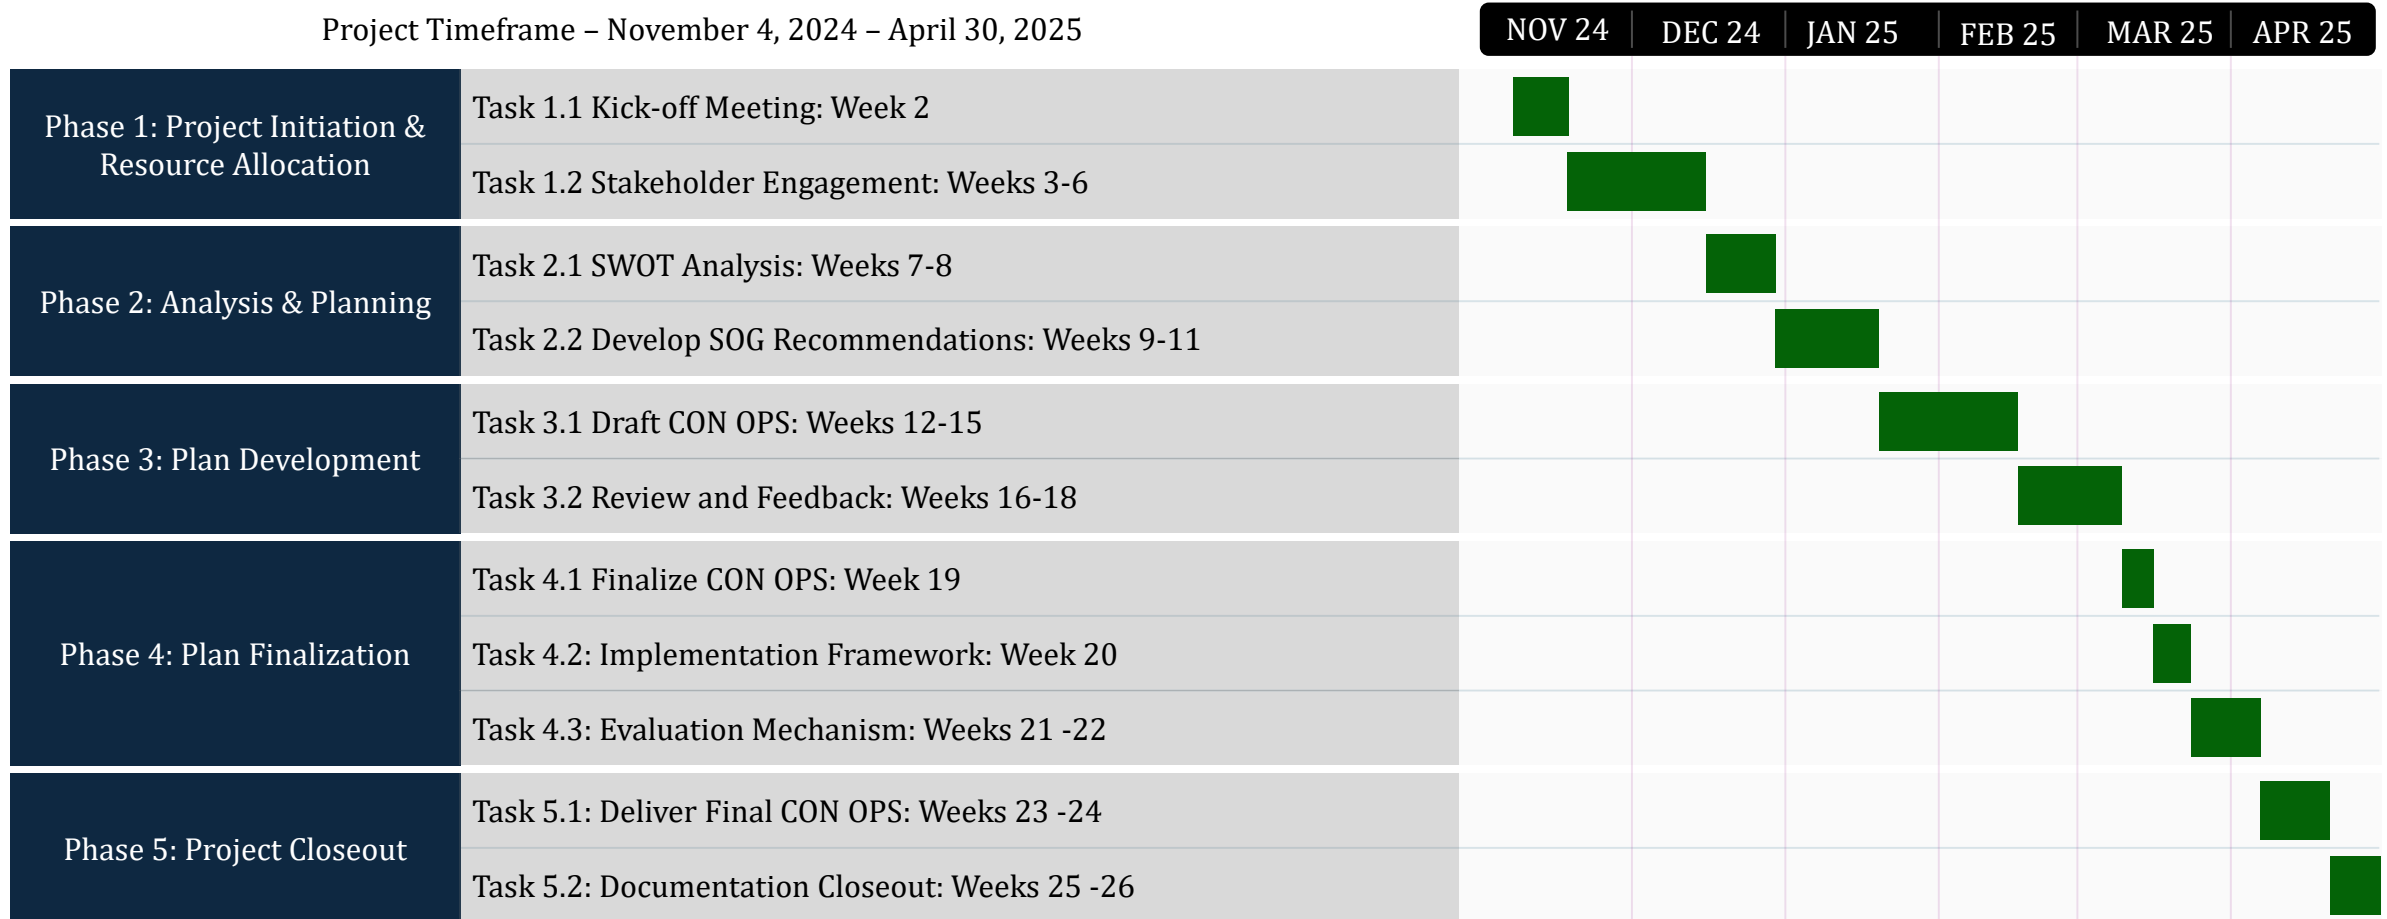 Project Timeframe – November 4, 2024 – April 30, 2025
NOV 24 DEC 24 JAN 25 FEB 25 MAR 25 APR 25
Phase 1: Project Initiation &
Resource Allocation
Task 1.1 Kick-off Meeting: Week 2
Task 1.2 Stakeholder Engagement: Weeks 3-6
Phase 2: Analysis & Planning
Task 2.1 SWOT Analysis: Weeks 7-8
Task 2.2 Develop SOG Recommendations: Weeks 9-11
Phase 3: Plan Development
Task 3.1 Draft CON OPS: Weeks 12-15
Task 3.2 Review and Feedback: Weeks 16-18
Phase 4: Plan Finalization
Task 4.1 Finalize CON OPS: Week 19
Task 4.2: Implementation Framework: Week 20
Task 4.3: Evaluation Mechanism: Weeks 21 -22
Phase 5: Project Closeout
Task 5.1: Deliver Final CON OPS: Weeks 23 -24
Task 5.2: Documentation Closeout: Weeks 25 -26